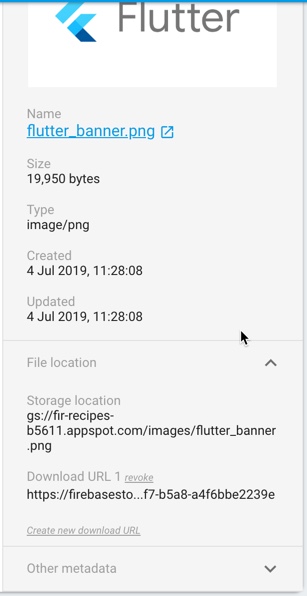 Flutter
Name
flutter_banner.png
Size
19,950 bytes
Type
image/png
Created
4 Jul 2019, 11:28:08
Updated
4 Jul 2019, 11:28:08
File location
Storage location
gs://fir-recipes-
b5611.appspot.com/images/flutter_banner
.png
Download URL 1 revoke
https://firebasesto...f7-b5a8-a4f6bbe2239e
Create new download URL
Other metadata